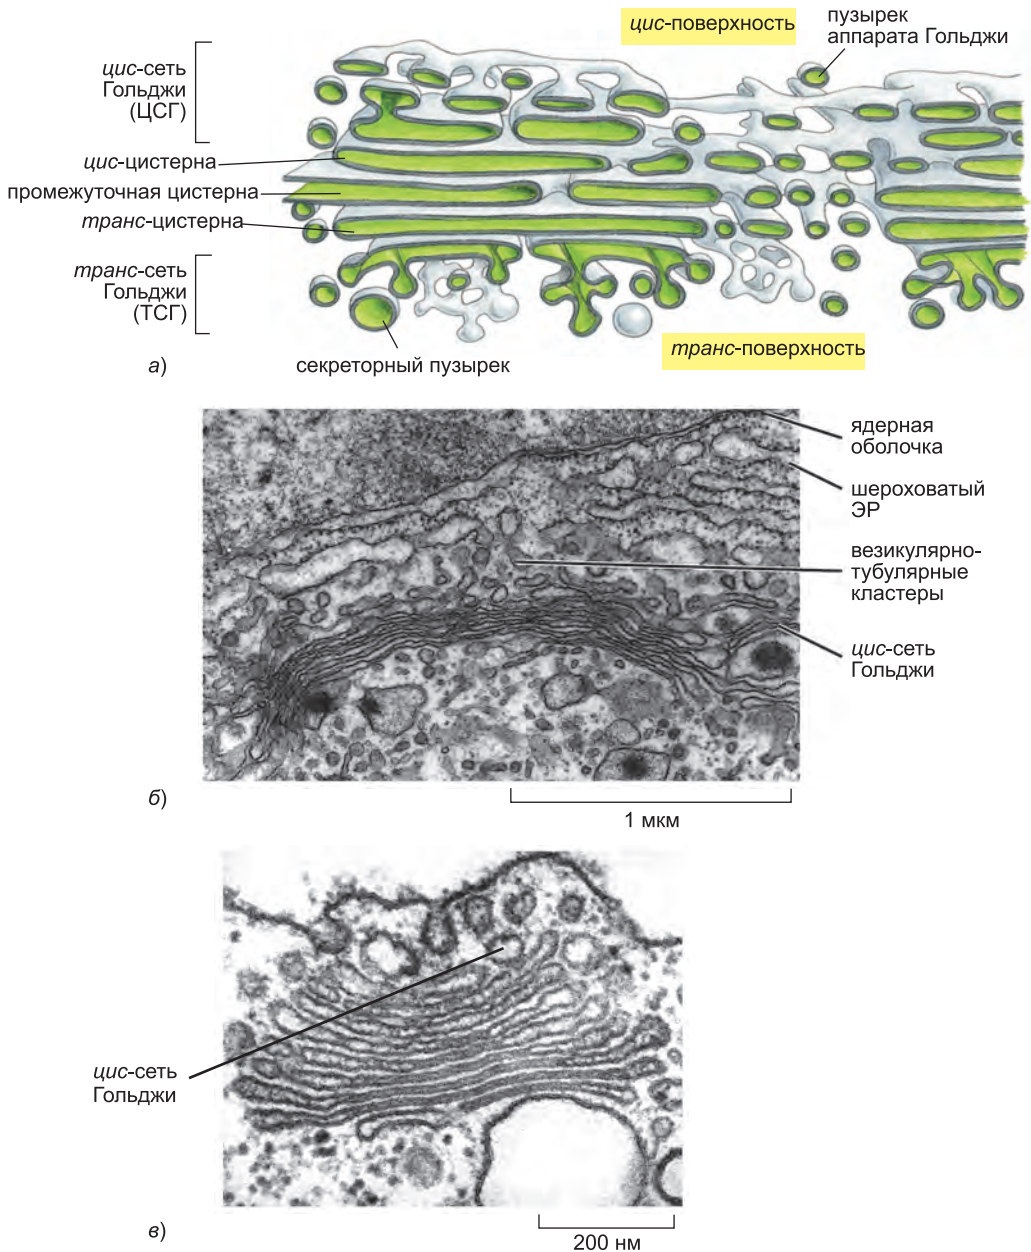 цис-поверхность
пузырек
аппарата Гольджи
цис-сеть
Гольджи
(ЦСГ)
цис-цистерна
промежуточная цистерна
транс-цистерна
транс-сеть
Гольджи
(ТСГ)
секреторный пузырек
транс-поверхность
а)
ядерная
оболочка
шероховатый
ЭР
везикулярно-
тубулярные
кластеры
цис-сеть
Гольджи
б)
1 мкм
цис-сеть
Гольджи
в)
200 нм